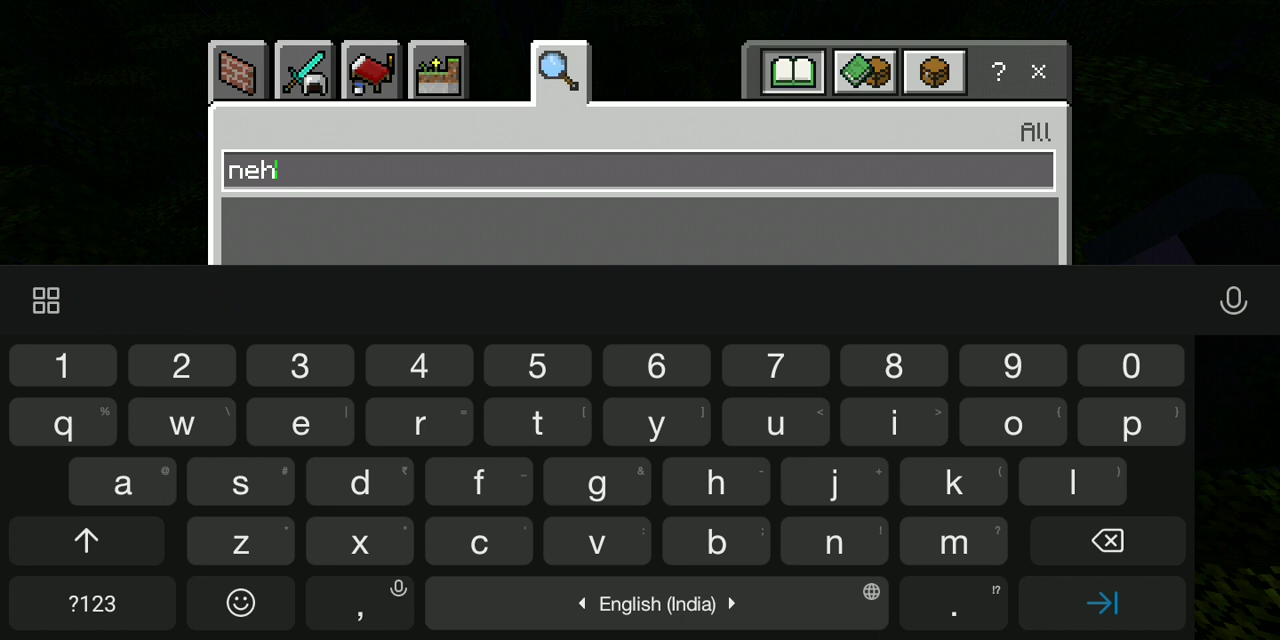 ? ×
All
neh
1 2 3 4 5 6 7 8 9 0
q % w \ e | r = t [ y ] u < i > o { p }
a @ s # d ₹ f _ g & h - j + k ( l )
z x c v : b ; n ! m ?
?123 , English (India) . !?